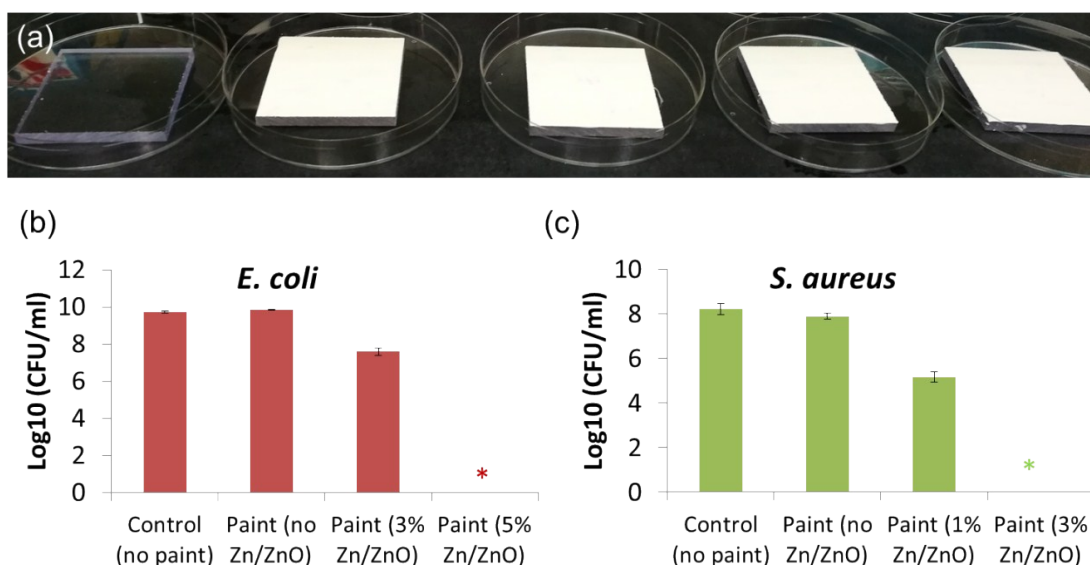 (a)
(b)
(c)
E. coli
S. aureus
Log10 (CFU/ml)
12
10
8
6
4
2
0
*
Control
(no paint)
Paint (no
Zn/ZnO)
Paint (3%
Zn/ZnO)
Paint (5%
Zn/ZnO)
Log10 (CFU/ml)
10
8
6
4
2
0
*
Control
(no paint)
Paint (no
Zn/ZnO)
Paint (1%
Zn/ZnO)
Paint (3%
Zn/ZnO)